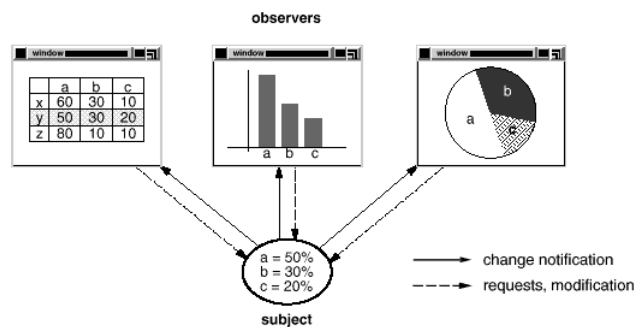 observers
window
a b c
x 60 30 10
y 50 30 20
z 80 10 10
window
a b c
window
a
b
c
a = 50%
b = 30%
c = 20%
subject
change notification
requests, modification